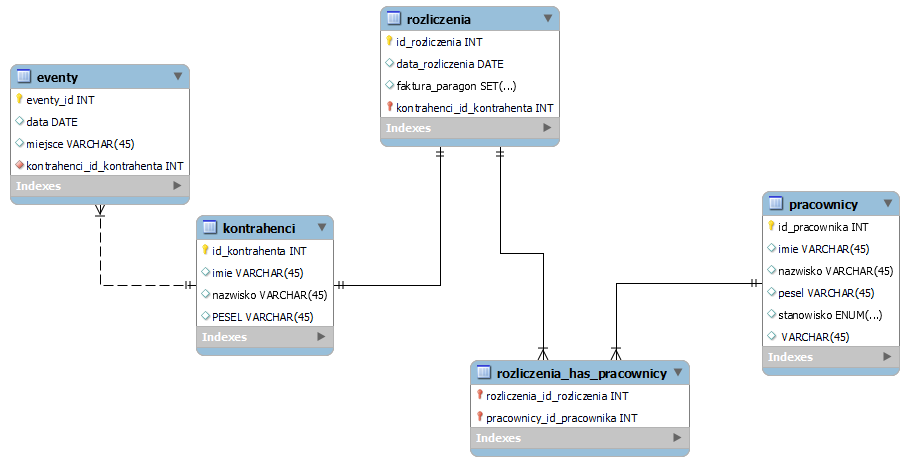 rozliczenia
id_rozliczenia INT
data_rozliczenia DATE
faktura_paragon SET(...)
kontrahenci_id_kontrahenta INT
Indexes
eventy
eventy_id INT
data DATE
miejsce VARCHAR(45)
kontrahenci_id_kontrahenta INT
Indexes
kontrahenci
id_kontrahenta INT
imie VARCHAR(45)
nazwisko VARCHAR(45)
PESEL VARCHAR(45)
Indexes
pracownicy
id_pracownika INT
imie VARCHAR(45)
nazwisko VARCHAR(45)
pesel VARCHAR(45)
stanowisko ENUM(...)
VARCHAR(45)
Indexes
rozliczenia_has_pracownicy
rozliczenia_id_rozliczenia INT
pracownicy_id_pracownika INT
Indexes